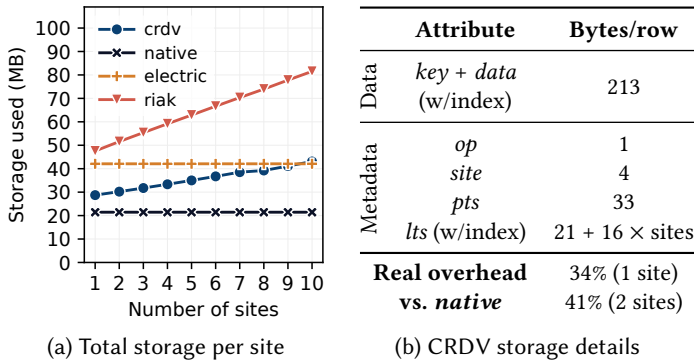 100
90
80
70
60
50
40
30
20
10
0
Storage used (MB)
crdv
native
electric
riak
1 2 3 4 5 6 7 8 9 10
Number of sites
(a) Total storage per site
Attribute Bytes/row
Data
key + data
(w/index)
213
Metadata
op 1
site 4
pts 33
lts (w/index) 21 + 16 × sites
Real overhead 34% (1 site)
vs. native 41% (2 sites)
(b) CRDV storage details